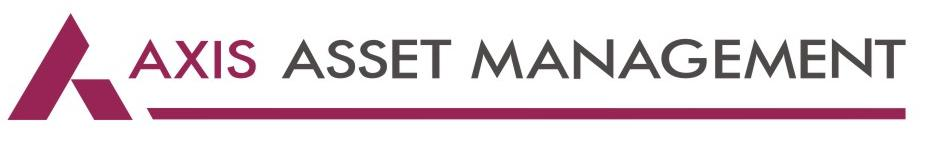 AXIS ASSET MANAGEMENT